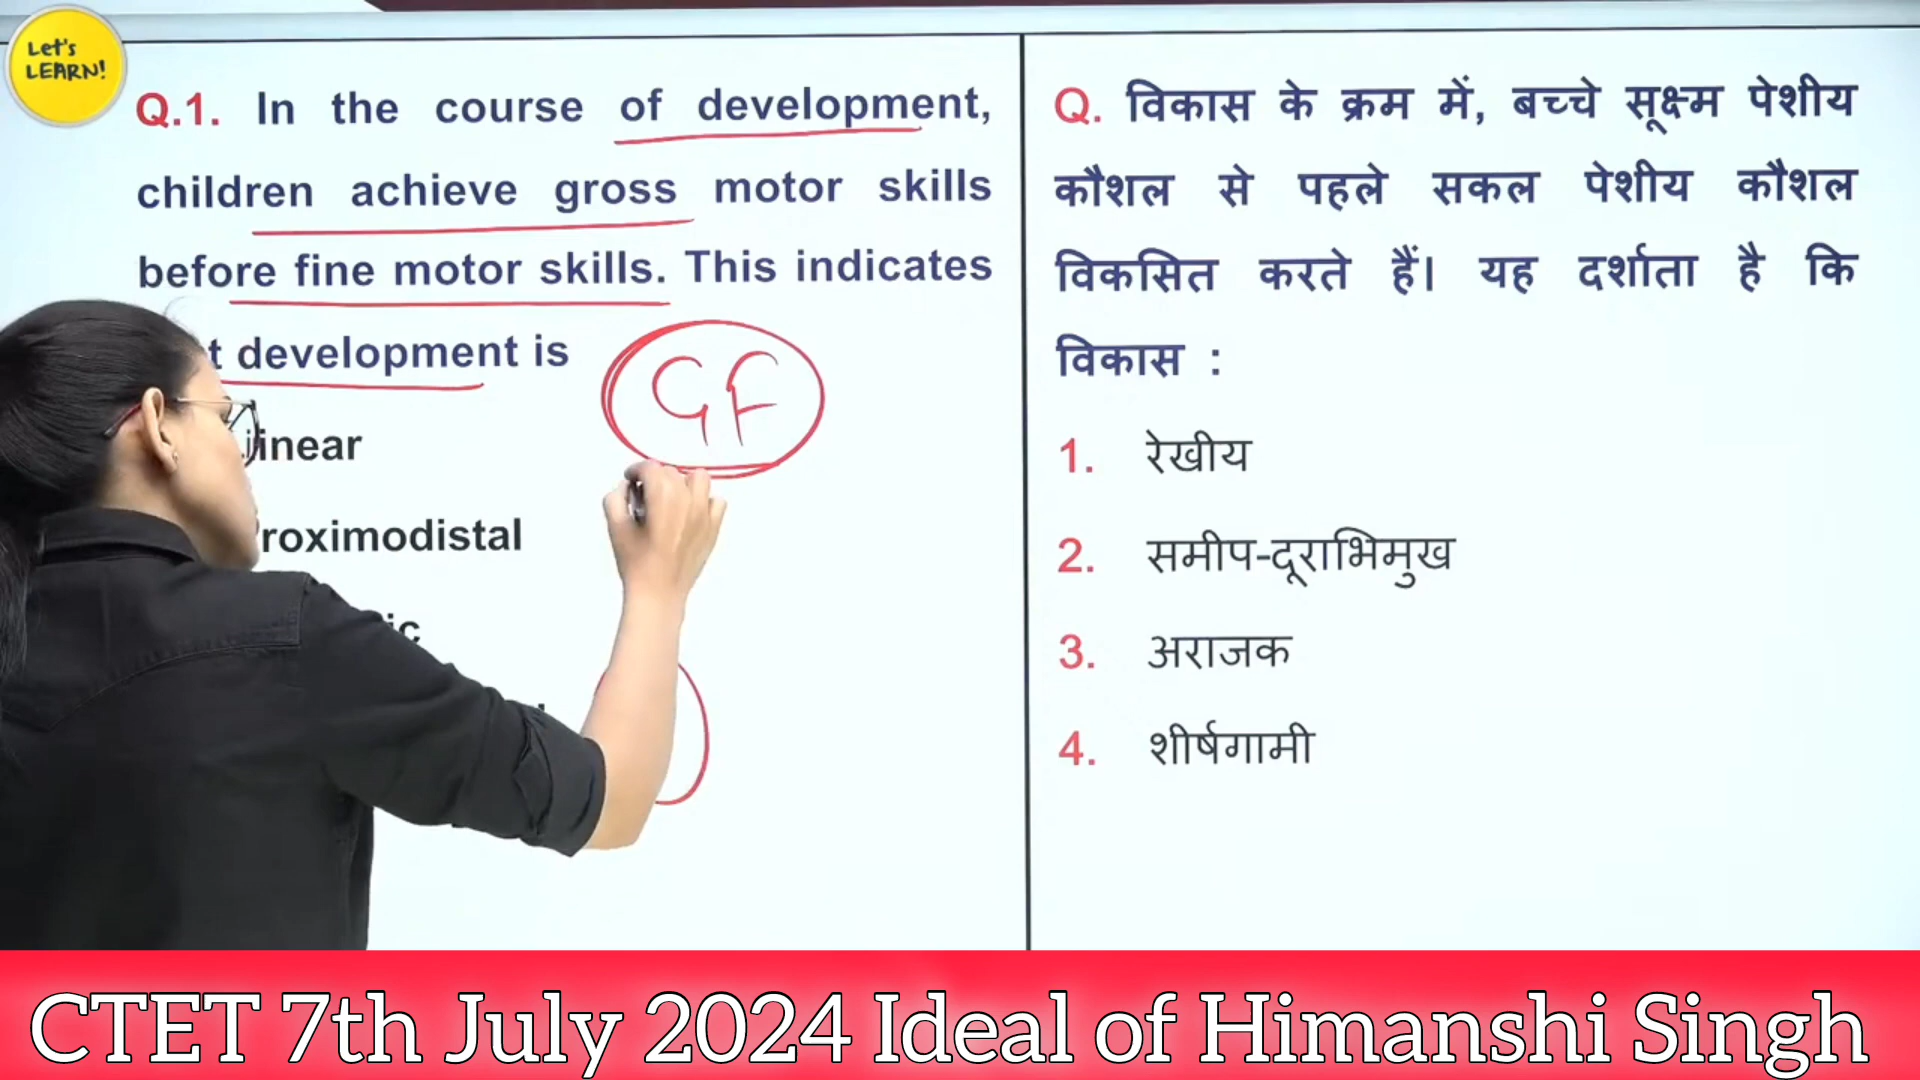 Let's
LEARN!
Q.1. In the course of development,
children achieve gross motor skills
before fine motor skills. This indicates
t development is
GF
linear
roximodistal
ic
Q. विकास के क्रम में, बच्चे सूक्ष्म पेशीय
कौशल से पहले सकल पेशीय कौशल
विकसित करते हैं। यह दर्शाता है कि
विकास :
1. रेखीय
2. समीप-दूराभिमुख
3. अराजक
4. शीर्षगामी
CTET 7th July 2024 Ideal of Himanshi Singh